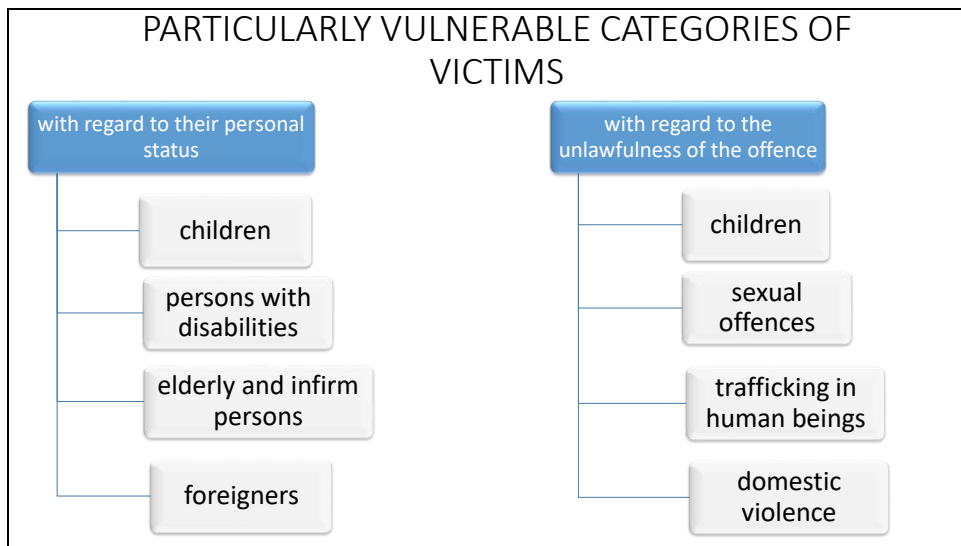 PARTICULARLY VULNERABLE CATEGORIES OF
VICTIMS
with regard to their personal
status
children
persons with
disabilities
elderly and infirm
persons
foreigners
with regard to the
unlawfulness of the offence
children
sexual
offences
trafficking in
human beings
domestic
violence